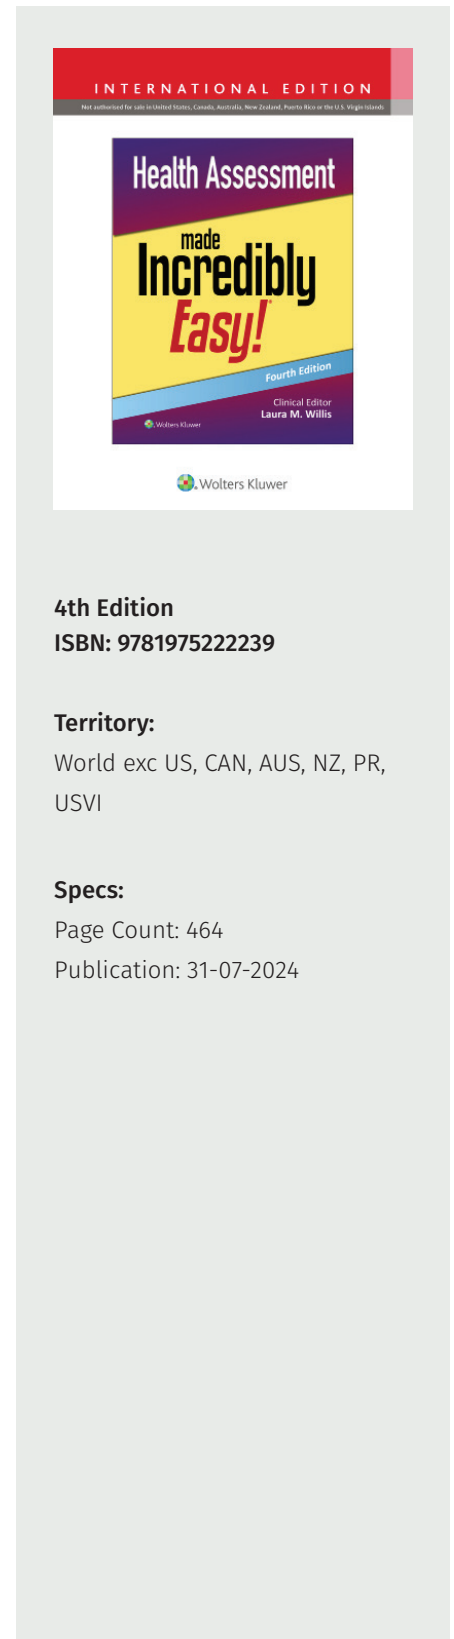 INTERNATIONAL EDITION
Not authorised for sale in United States, Canada, Australia, New Zealand, Puerto Rico or the U.S. Virgin Islands
Health Assessment
made
Incredibly
Easy!®
Fourth Edition
Clinical Editor
Laura M. Willis
Wolters Kluwer
Wolters Kluwer
4th Edition
ISBN: 9781975222239
Territory:
World exc US, CAN, AUS, NZ, PR,
USVI
Specs:
Page Count: 464
Publication: 31-07-2024